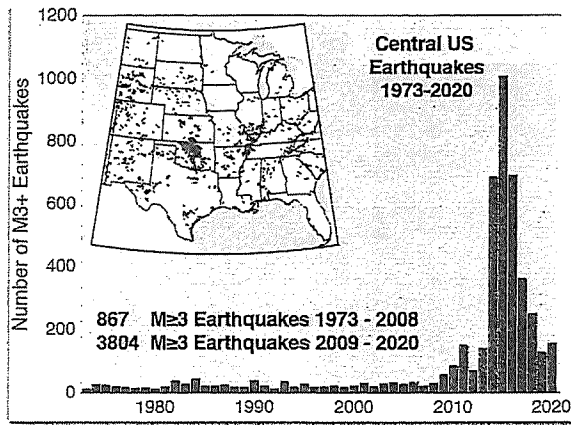 Number of M3+ Earthquakes
1200
1000
800
600
400
200
0
Central US
Earthquakes
1973-2020
867 M≥3 Earthquakes 1973 - 2008
3804 M≥3 Earthquakes 2009 - 2020
1980
1990
2000
2010
2020